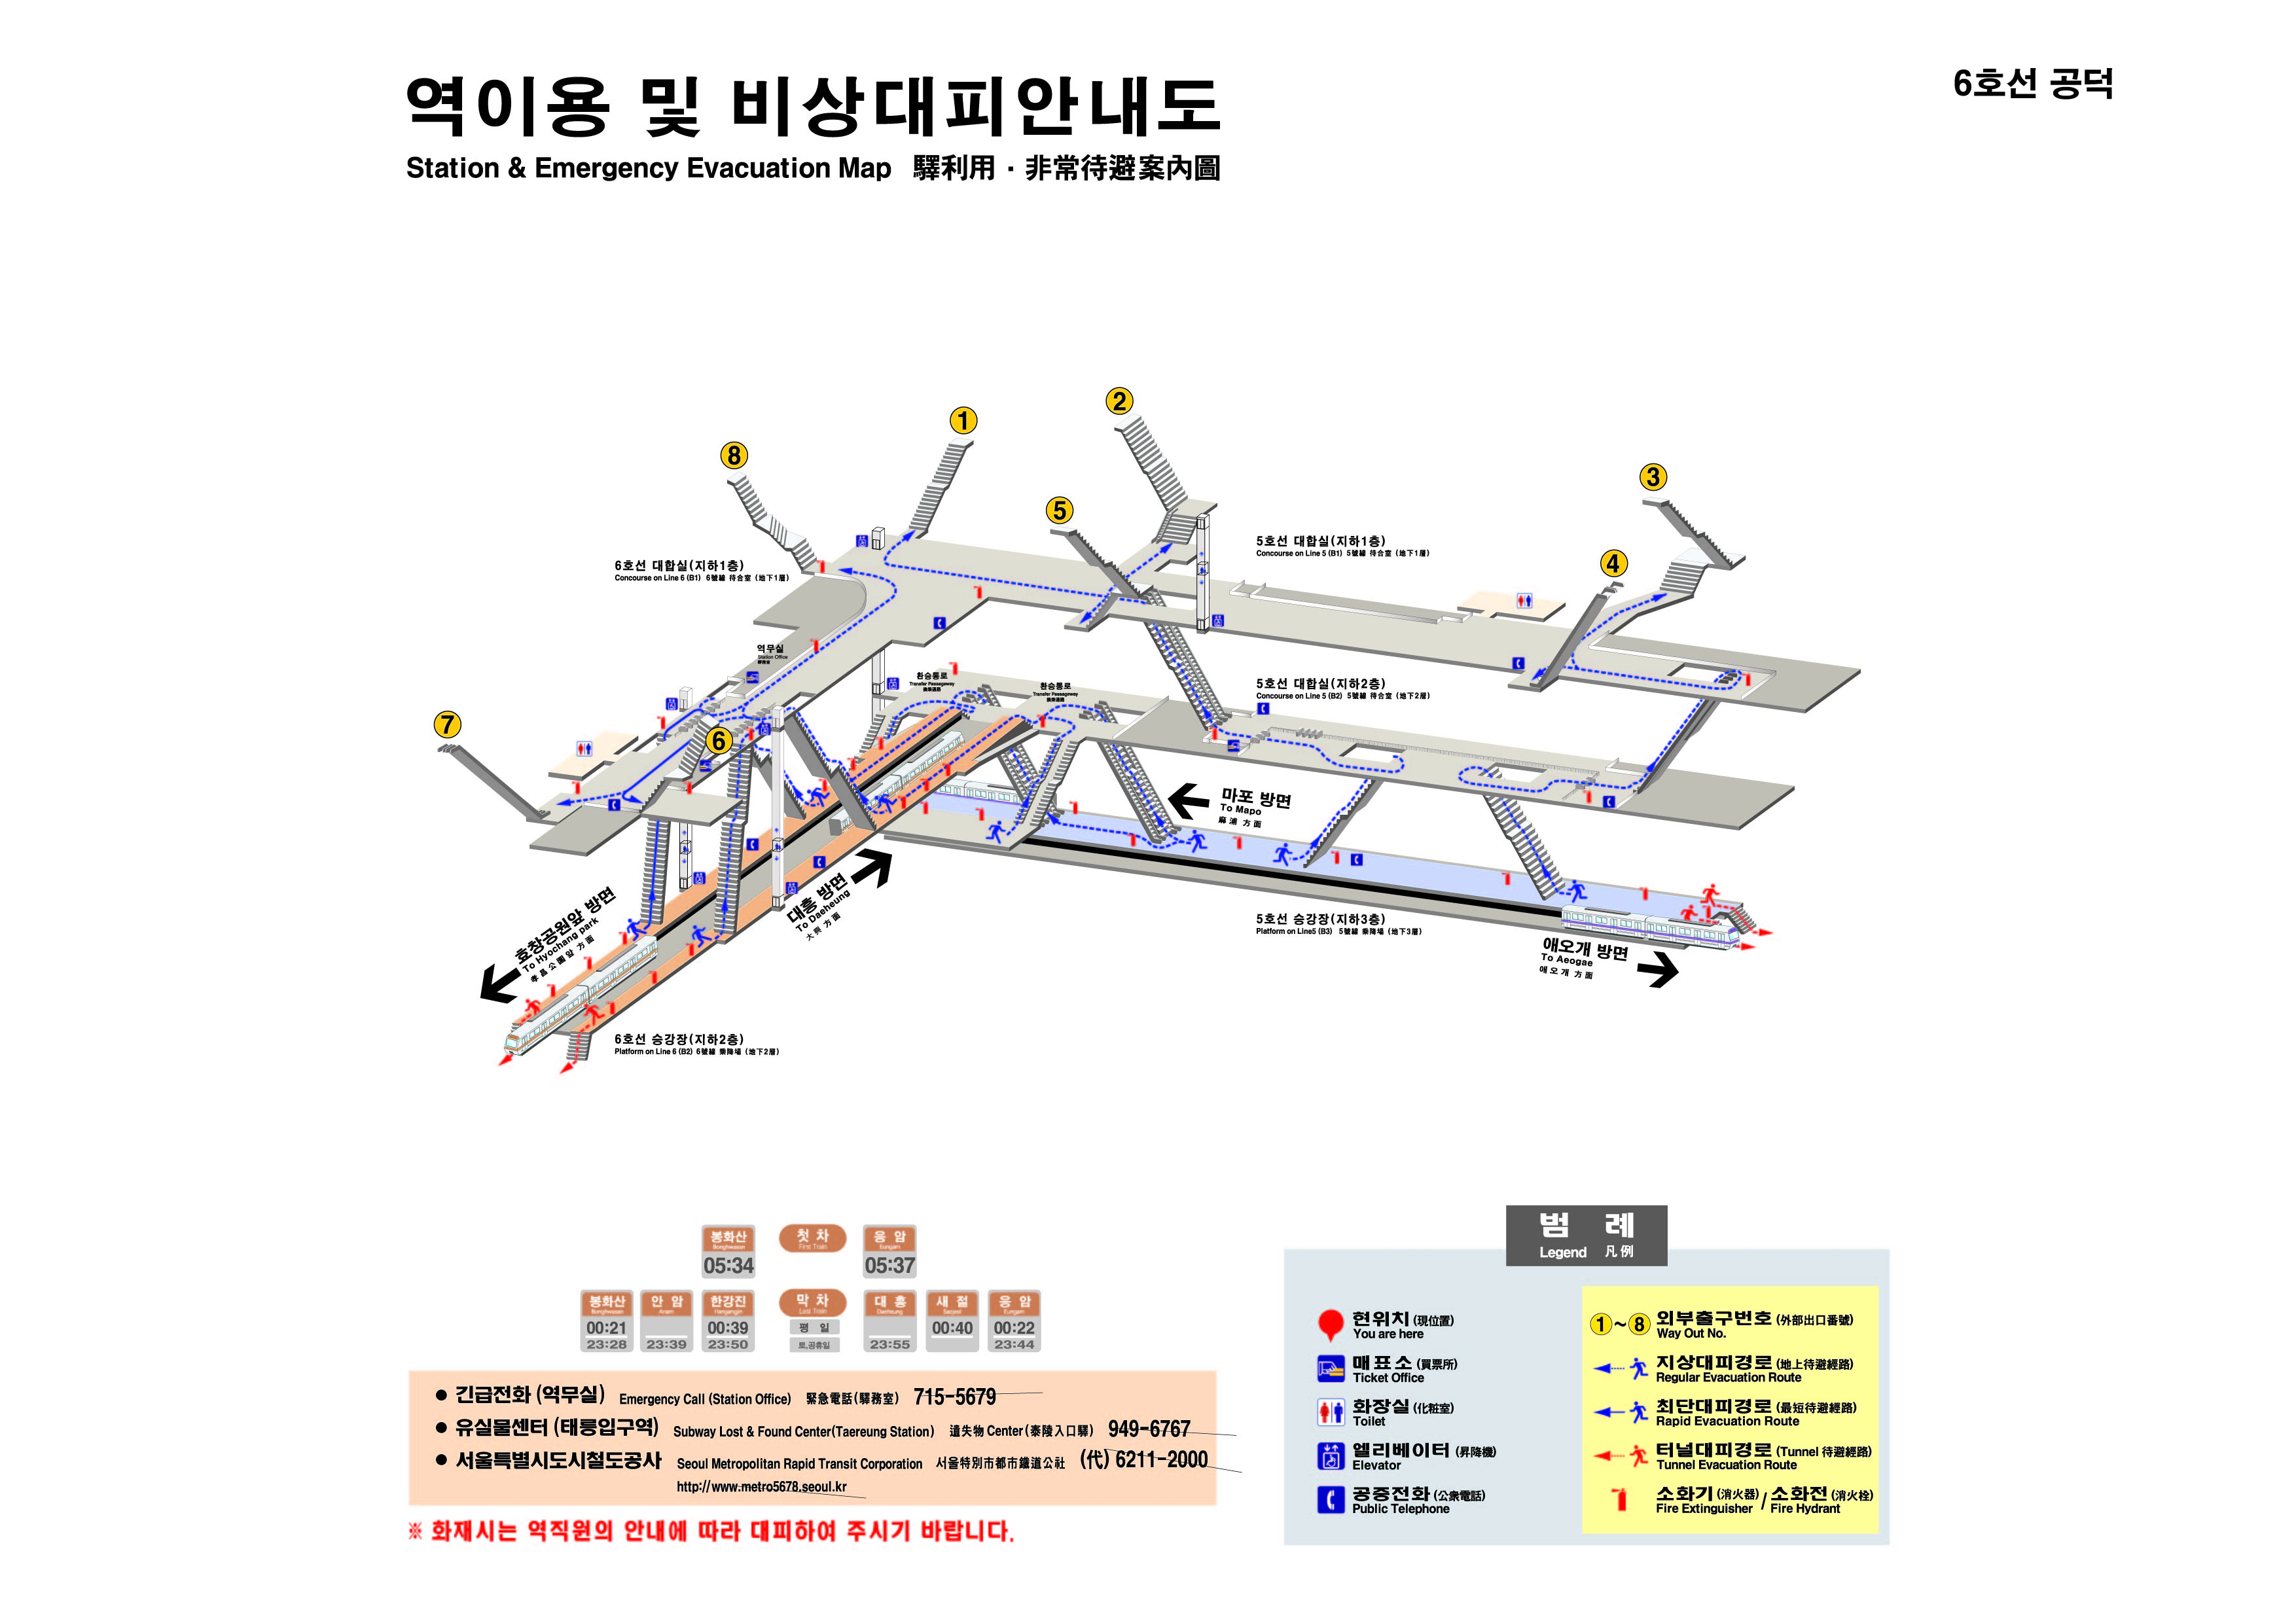 역이용 및 비상대피안내도
Station & Emergency Evacuation Map 驛利用 · 非常待避案內圖
6호선 공덕
1
2
8
5
3
4
7
6
6호선 대합실(지하1층)
Concourse on Line 6 (B1) 6號線 待合室 (地下1層)
5호선 대합실(지하1층)
Concourse on Line 5 (B1) 5號線 待合室 (地下1層)
역무실
Station Office
驛務室
환승통로
Transfer Passageway
換乘通路
환승통로
Transfer Passageway
換乘通路
5호선 대합실(지하2층)
Concourse on Line 5 (B2) 5號線 待合室 (地下2層)
마포 방면
To Mapo
麻浦 方面
효창공원앞 방면
To Hyochang park
孝昌公園앞 方面
대흥 방면
To Daeheung
大興 方面
5호선 승강장(지하3층)
Platform on Line5 (B3) 5號線 乘降場 (地下3層)
애오개 방면
To Aeogae
애오개 方面
6호선 승강장(지하2층)
Platform on Line 6 (B2) 6號線 乘降場 (地下2層)
봉화산 첫 차 응 암
Bonghwasan First Train Eungam
05:34 05:37
봉화산 안 암 한강진 막 차 대 흥 새 절 응 암
Bonghwasan Anam Hangangjin Last Train Daeheung Saejeol Eungam
00:21 00:39 평 일 00:40 00:22
23:28 23:39 23:50 토,공휴일 23:55 23:44
● 긴급전화 (역무실) Emergency Call (Station Office) 緊急電話(驛務室) 715-5679
● 유실물센터 (태릉입구역) Subway Lost & Found Center(Taereung Station) 遺失物 Center(泰陵入口驛) 949-6767
● 서울특별시도시철도공사 Seoul Metropolitan Rapid Transit Corporation 서울特別市都市鐵道公社 (代) 6211-2000
http://www.metro5678.seoul.kr
※ 화재시는 역직원의 안내에 따라 대피하여 주시기 바랍니다.
범 례
Legend 凡例
현위치 (現位置)
You are here
매표소 (買票所)
Ticket Office
화장실 (化粧室)
Toilet
엘리베이터 (昇降機)
Elevator
공중전화 (公衆電話)
Public Telephone
1~8 외부출구번호 (外部出口番號)
Way Out No.
지상대피경로 (地上待避經路)
Regular Evacuation Route
최단대피경로 (最短待避經路)
Rapid Evacuation Route
터널대피경로 (Tunnel 待避經路)
Tunnel Evacuation Route
소화기 (消火器) / 소화전 (消火栓)
Fire Extinguisher / Fire Hydrant